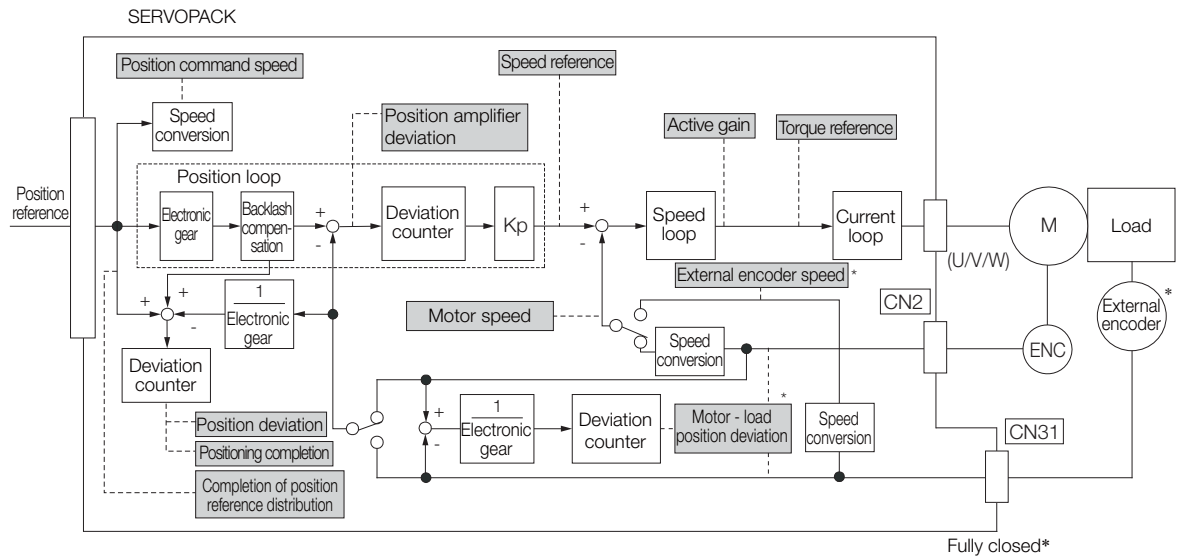 SERVOPACK
Position command speed
Speed reference
Speed
conversion
Position amplifier
deviation
Active gain
Torque reference
Position
reference
Position loop
Electronic
gear
Backlash
compen-
sation
+
-
Deviation
counter
Kp
+
-
Speed
loop
Current
loop
M
Load
(U/V/W)
External encoder speed *
+
+
-
1
Electronic
gear
Motor speed
CN2
*
External
encoder
Speed
conversion
ENC
Deviation
counter
Position deviation
Positioning completion
Completion of position
reference distribution
+
-
1
Electronic
gear
Deviation
counter
*
Motor - load
position deviation
Speed
conversion
CN31
Fully closed*